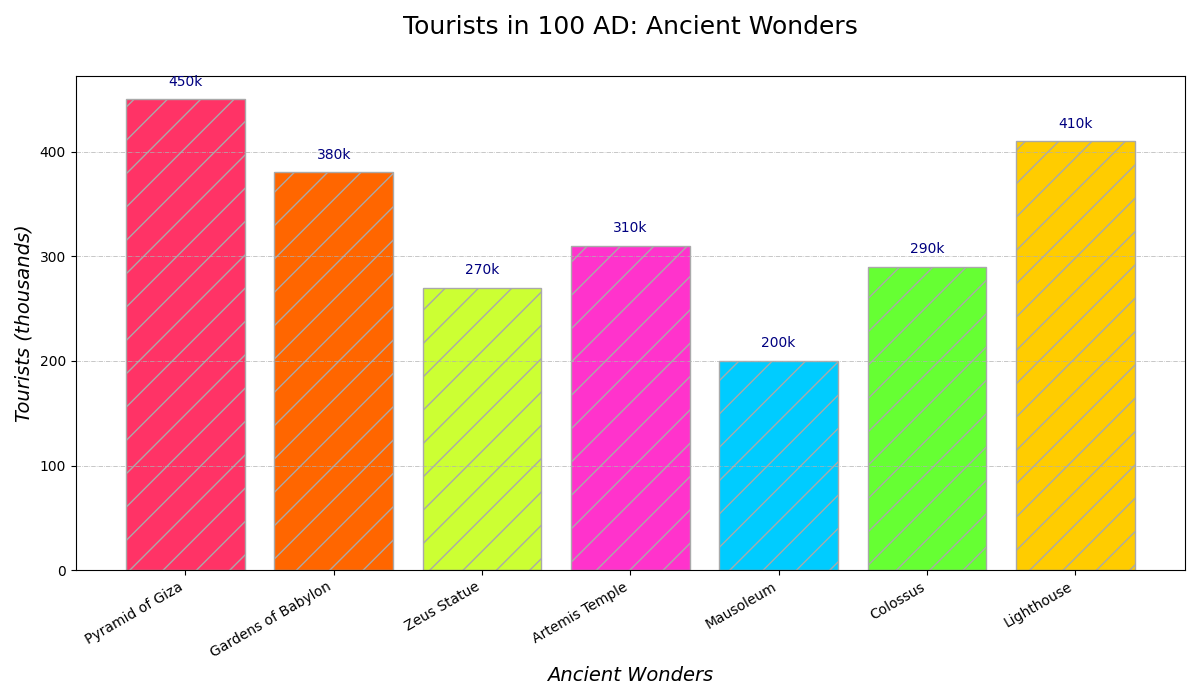 Tourists in 100 AD: Ancient Wonders
450k
380k
270k
310k
200k
290k
410k
Tourists (thousands)
400
300
200
100
0
Pyramid of Giza
Gardens of Babylon
Zeus Statue
Artemis Temple
Mausoleum
Colossus
Lighthouse
Ancient Wonders